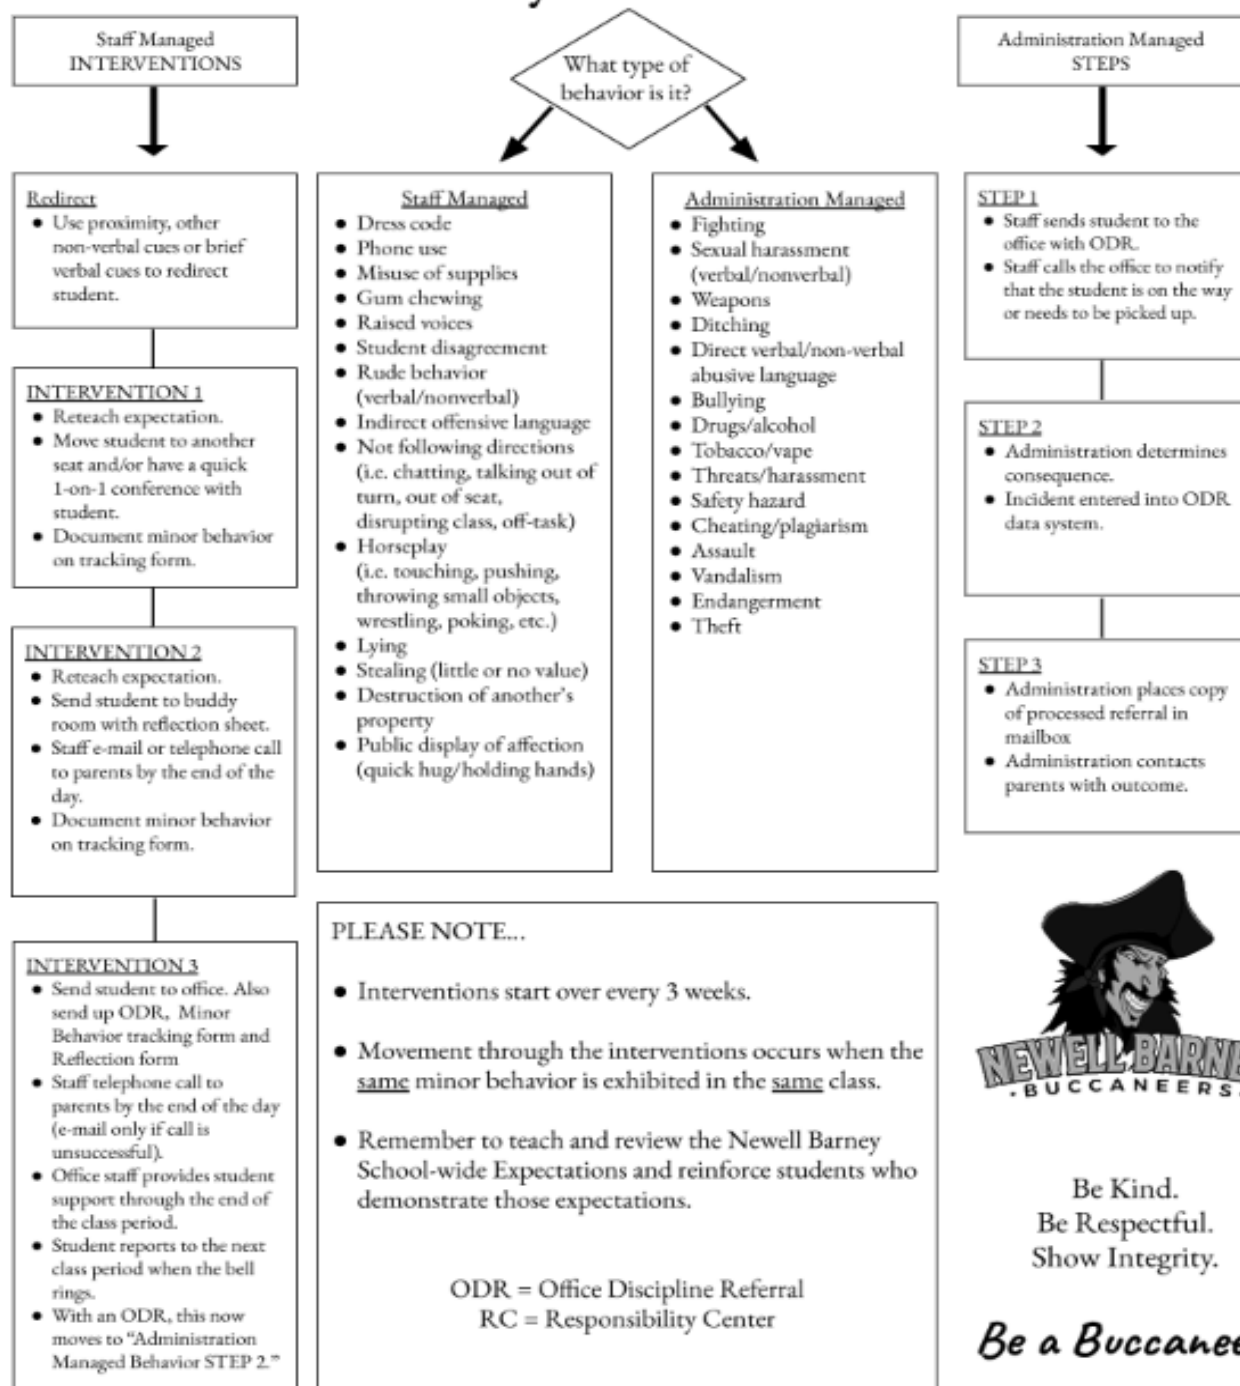 Staff Managed
INTERVENTIONS
What type of
behavior is it?
Administration Managed
STEPS
Redirect
● Use proximity, other
non-verbal cues or brief
verbal cues to redirect
student.
INTERVENTION 1
● Reteach expectation.
● Move student to another
seat and/or have a quick
1-on-1 conference with
student.
● Document minor behavior
on tracking form.
INTERVENTION 2
● Reteach expectation.
● Send student to buddy
room with reflection sheet.
● Staff e-mail or telephone call
to parents by the end of the
day.
● Document minor behavior
on tracking form.
INTERVENTION 3
● Send student to office. Also
send up ODR, Minor
Behavior tracking form and
Reflection form
● Staff telephone call to
parents by the end of the day
(e-mail only if call is
unsuccessful).
● Office staff provides student
support through the end of
the class period.
● Student reports to the next
class period when the bell
rings.
● With an ODR, this now
moves to “Administration
Managed Behavior STEP 2.”
Staff Managed
● Dress code
● Phone use
● Misuse of supplies
● Gum chewing
● Raised voices
● Student disagreement
● Rude behavior
(verbal/nonverbal)
● Indirect offensive language
● Not following directions
(i.e. chatting, talking out of
turn, out of seat,
disrupting class, off-task)
● Horseplay
(i.e. touching, pushing,
throwing small objects,
wrestling, poking, etc.)
● Lying
● Stealing (little or no value)
● Destruction of another’s
property
● Public display of affection
(quick hug/holding hands)
Administration Managed
● Fighting
● Sexual harassment
(verbal/nonverbal)
● Weapons
● Ditching
● Direct verbal/non-verbal
abusive language
● Bullying
● Drugs/alcohol
● Tobacco/vape
● Threats/harassment
● Safety hazard
● Cheating/plagiarism
● Assault
● Vandalism
● Endangerment
● Theft
STEP 1
● Staff sends student to the
office with ODR.
● Staff calls the office to notify
that the student is on the way
or needs to be picked up.
STEP 2
● Administration determines
consequence.
● Incident entered into ODR
data system.
STEP 3
● Administration places copy
of processed referral in
mailbox
● Administration contacts
parents with outcome.
PLEASE NOTE...
● Interventions start over every 3 weeks.
● Movement through the interventions occurs when the
same minor behavior is exhibited in the same class.
● Remember to teach and review the Newell Barney
School-wide Expectations and reinforce students who
demonstrate those expectations.
ODR = Office Discipline Referral
RC = Responsibility Center
NEWELL BARNE
· BUCCANEERS
Be Kind.
Be Respectful.
Show Integrity.
Be a Buccanee